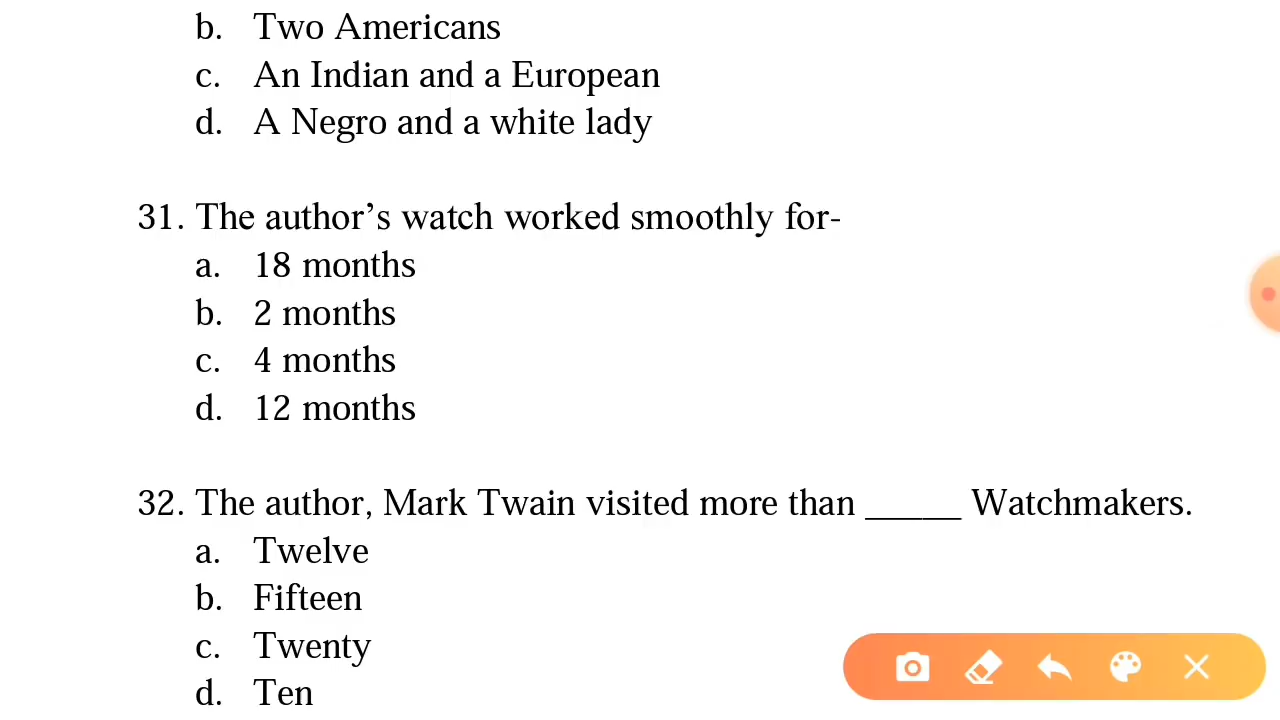 b. Two Americans
c. An Indian and a European
d. A Negro and a white lady
31. The author’s watch worked smoothly for-
a. 18 months
b. 2 months
c. 4 months
d. 12 months
32. The author, Mark Twain visited more than _____ Watchmakers.
a. Twelve
b. Fifteen
c. Twenty
d. Ten